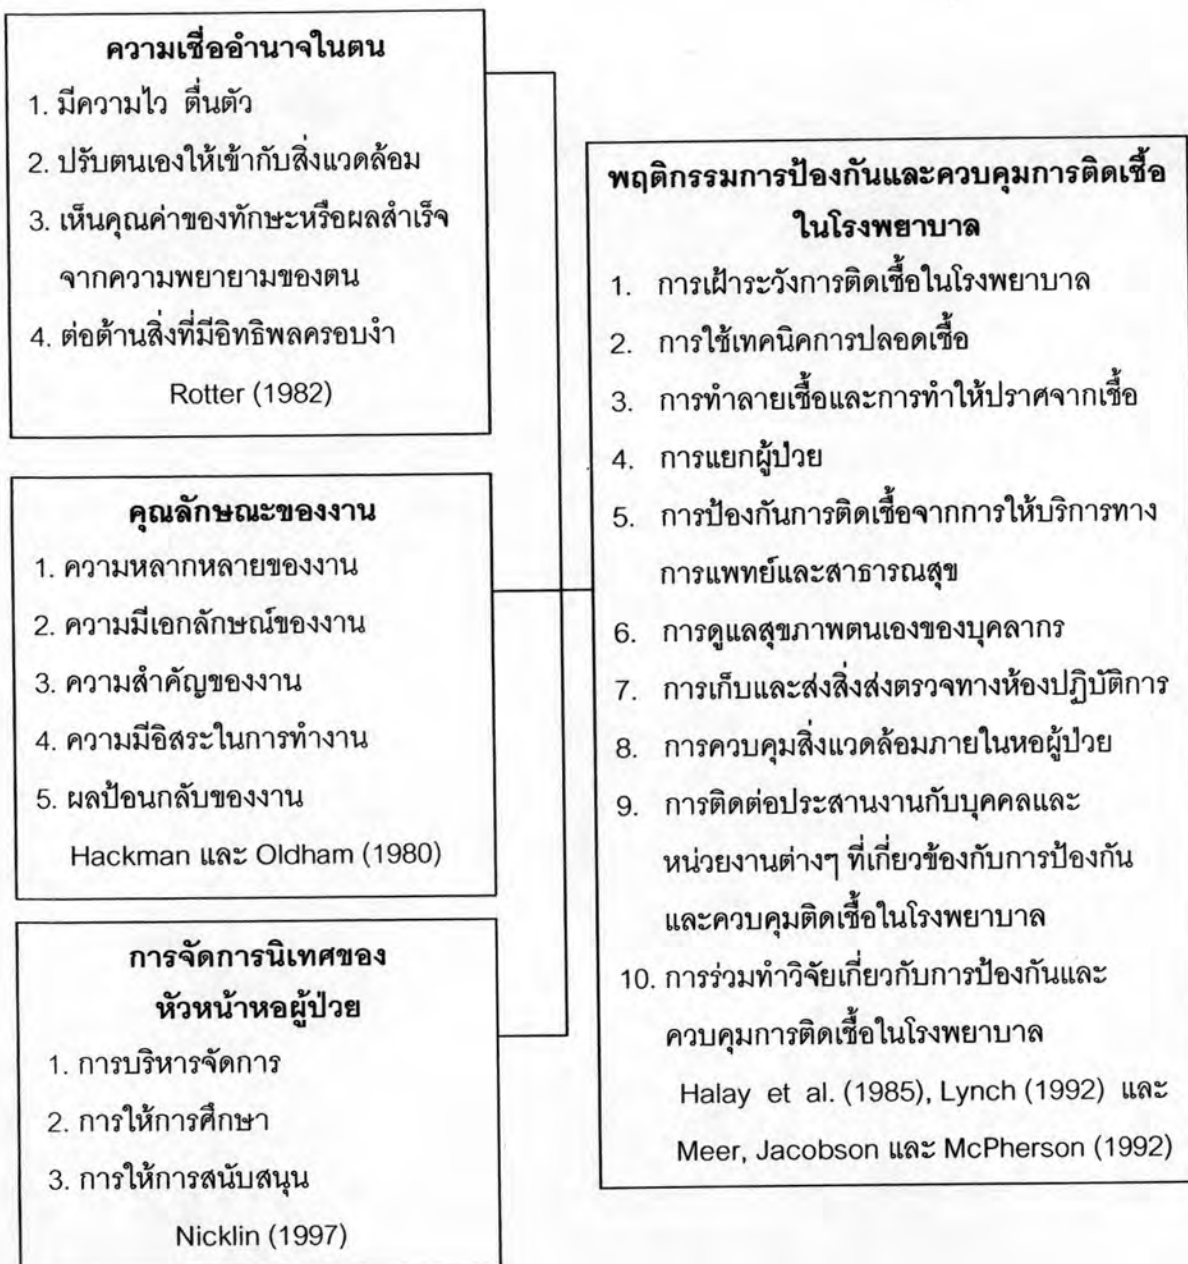 ความเชื่ออำนาจในตน
1. มีความไว ตื่นตัว
2. ปรับตนเองให้เข้ากับสิ่งแวดล้อม
3. เห็นคุณค่าของทักษะหรือผลสำเร็จ
จากความพยายามของตน
4. ต่อต้านสิ่งที่มีอิทธิพลครอบงำ
Rotter (1982)
คุณลักษณะของงาน
1. ความหลากหลายของงาน
2. ความมีเอกลักษณ์ของงาน
3. ความสำคัญของงาน
4. ความมีอิสระในการทำงาน
5. ผลป้อนกลับของงาน
Hackman และ Oldham (1980)
การจัดการนิเทศของ
หัวหน้าหอผู้ป่วย
1. การบริหารจัดการ
2. การให้การศึกษา
3. การให้การสนับสนุน
Nicklin (1997)
พฤติกรรมการป้องกันและควบคุมการติดเชื้อ
ในโรงพยาบาล
1. การเฝ้าระวังการติดเชื้อในโรงพยาบาล
2. การใช้เทคนิคการปลอดเชื้อ
3. การทำลายเชื้อและการทำให้ปราศจากเชื้อ
4. การแยกผู้ป่วย
5. การป้องกันการติดเชื้อจากการให้บริการทาง
การแพทย์และสาธารณสุข
6. การดูแลสุขภาพตนเองของบุคลากร
7. การเก็บและส่งสิ่งส่งตรวจทางห้องปฏิบัติการ
8. การควบคุมสิ่งแวดล้อมภายในหอผู้ป่วย
9. การติดต่อประสานงานกับบุคคลและ
หน่วยงานต่างๆ ที่เกี่ยวข้องกับการป้องกัน
และควบคุมติดเชื้อในโรงพยาบาล
10. การร่วมทำวิจัยเกี่ยวกับการป้องกันและ
ควบคุมการติดเชื้อในโรงพยาบาล
Halay et al. (1985), Lynch (1992) และ
Meer, Jacobson และ McPherson (1992)